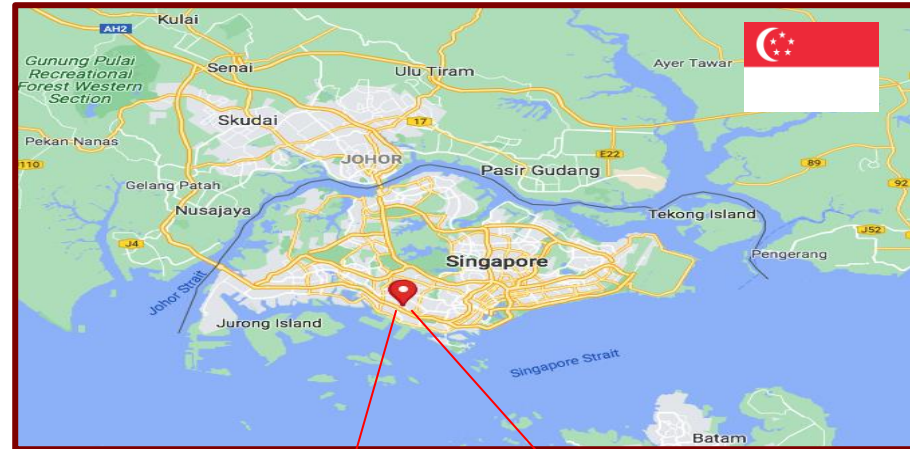 Kulai
AH2
Gunung Pulai
Recreational
Forest Western
Section
Senai
Ulu Tiram
Ayer Tawar
Skudai
17
Pekan Nanas
JOHOR
E22
110
Pasir Gudang
89
Gelang Patah
92
Nusajaya
Tekong Island
J4
J52
Singapore
Pengerang
Johor Strait
Jurong Island
Singapore Strait
Batam